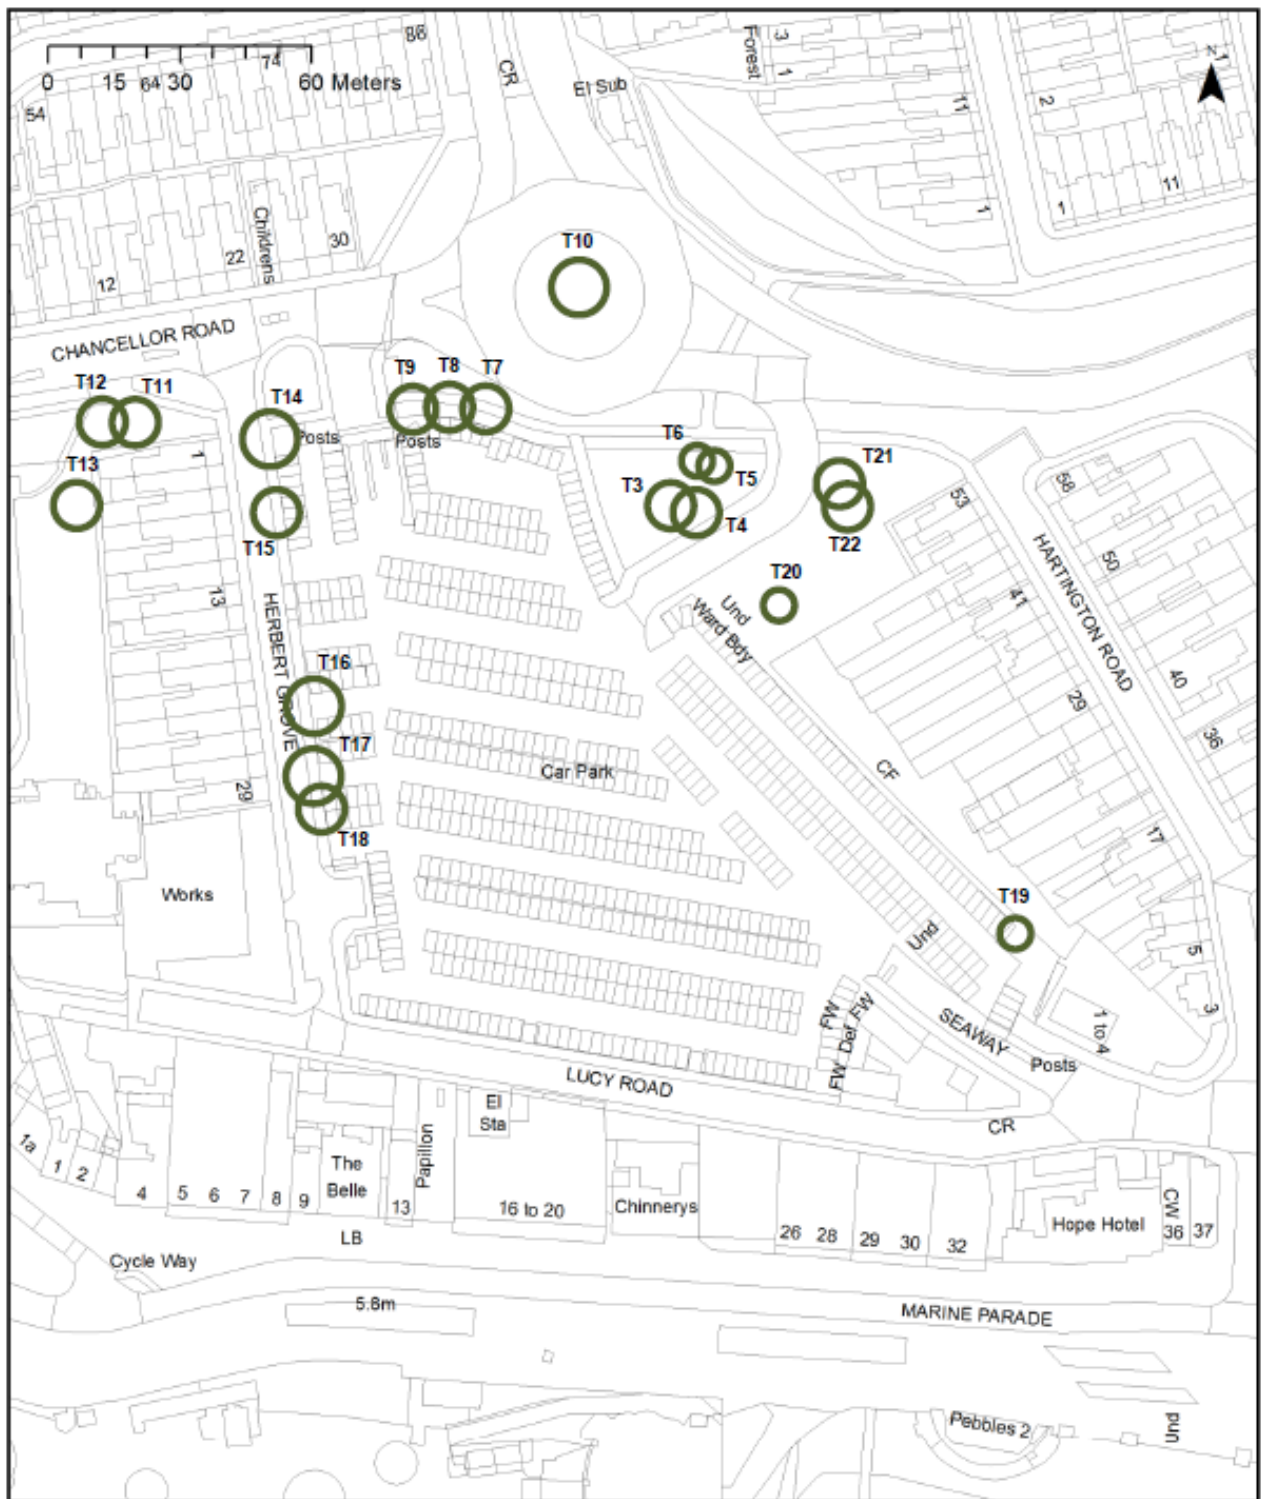 88
74
0 15 64 30 60 Meters
54
CR
El Sub
Forest
3
1
11
2
1
11
1
1
N
T10
Childrens
30
22
12
CHANCELLOR ROAD
T12 T11
T14
T9 T8 T7
Posts
Posts
T6
T5
T21
T13
1
T3
T4
T22
53
58
T15
T20
50
HARTINGTON ROAD
13
HERBERT GROVE
Und
Ward Bdy
41
T16
40
29
36
T17
Car Park
CF
29
T18
17
Works
T19
Und
5
3
FW
Def
FW
FW
SEAWAY
1 to 4
Posts
LUCY ROAD
CR
El
Sta
Papillon
1a
1
2
4
5
6
7
8
9
The
Belle
13
16 to 20
Chinnerys
26
28
29
30
32
Hope Hotel
CW
36
37
LB
Cycle Way
5.8m
MARINE PARADE
Pebbles 2
Und